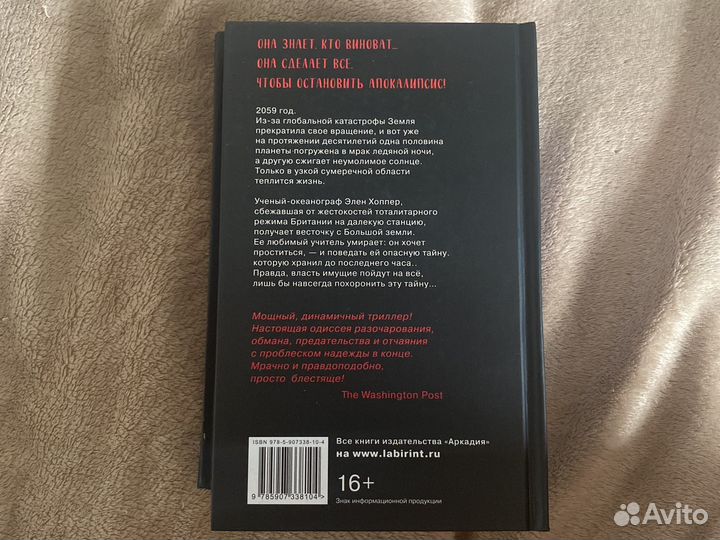 ОНА ЗНАЕТ, КТО ВИНОВАТ...
ОНА СДЕЛАЕТ ВСЕ,
ЧТОБЫ ОСТАНОВИТЬ АПОКАЛИПСИС!
2059 год.
Из-за глобальной катастрофы Земля
прекратила свое вращение, и вот уже
на протяжении десятилетий одна половина
планеты погружена в мрак ледяной ночи,
а другую сжигает неумолимое солнце.
Только в узкой сумеречной области
теплится жизнь.
Ученый-океанограф Элен Хоппер,
сбежавшая от жестокостей тоталитарного
режима Британии на далекую станцию,
получает весточку с Большой земли.
Ее любимый учитель умирает: он хочет
проститься, — и поведать ей опасную тайну,
которую хранил до последнего часа..
Правда, власть имущие пойдут на всё,
лишь бы навсегда похоронить эту тайну...
Мощный, динамичный триллер!
Настоящая одиссея разочарования,
обмана, предательства и отчаяния
с проблеском надежды в конце.
Мрачно и правдоподобно,
просто блестяще!
The Washington Post
ISBN 978-5-907338-10-4
9 785907 338104 >
Все книги издательства «Аркадия»
на www.labirint.ru
16+
Знак информационной продукции
Avito